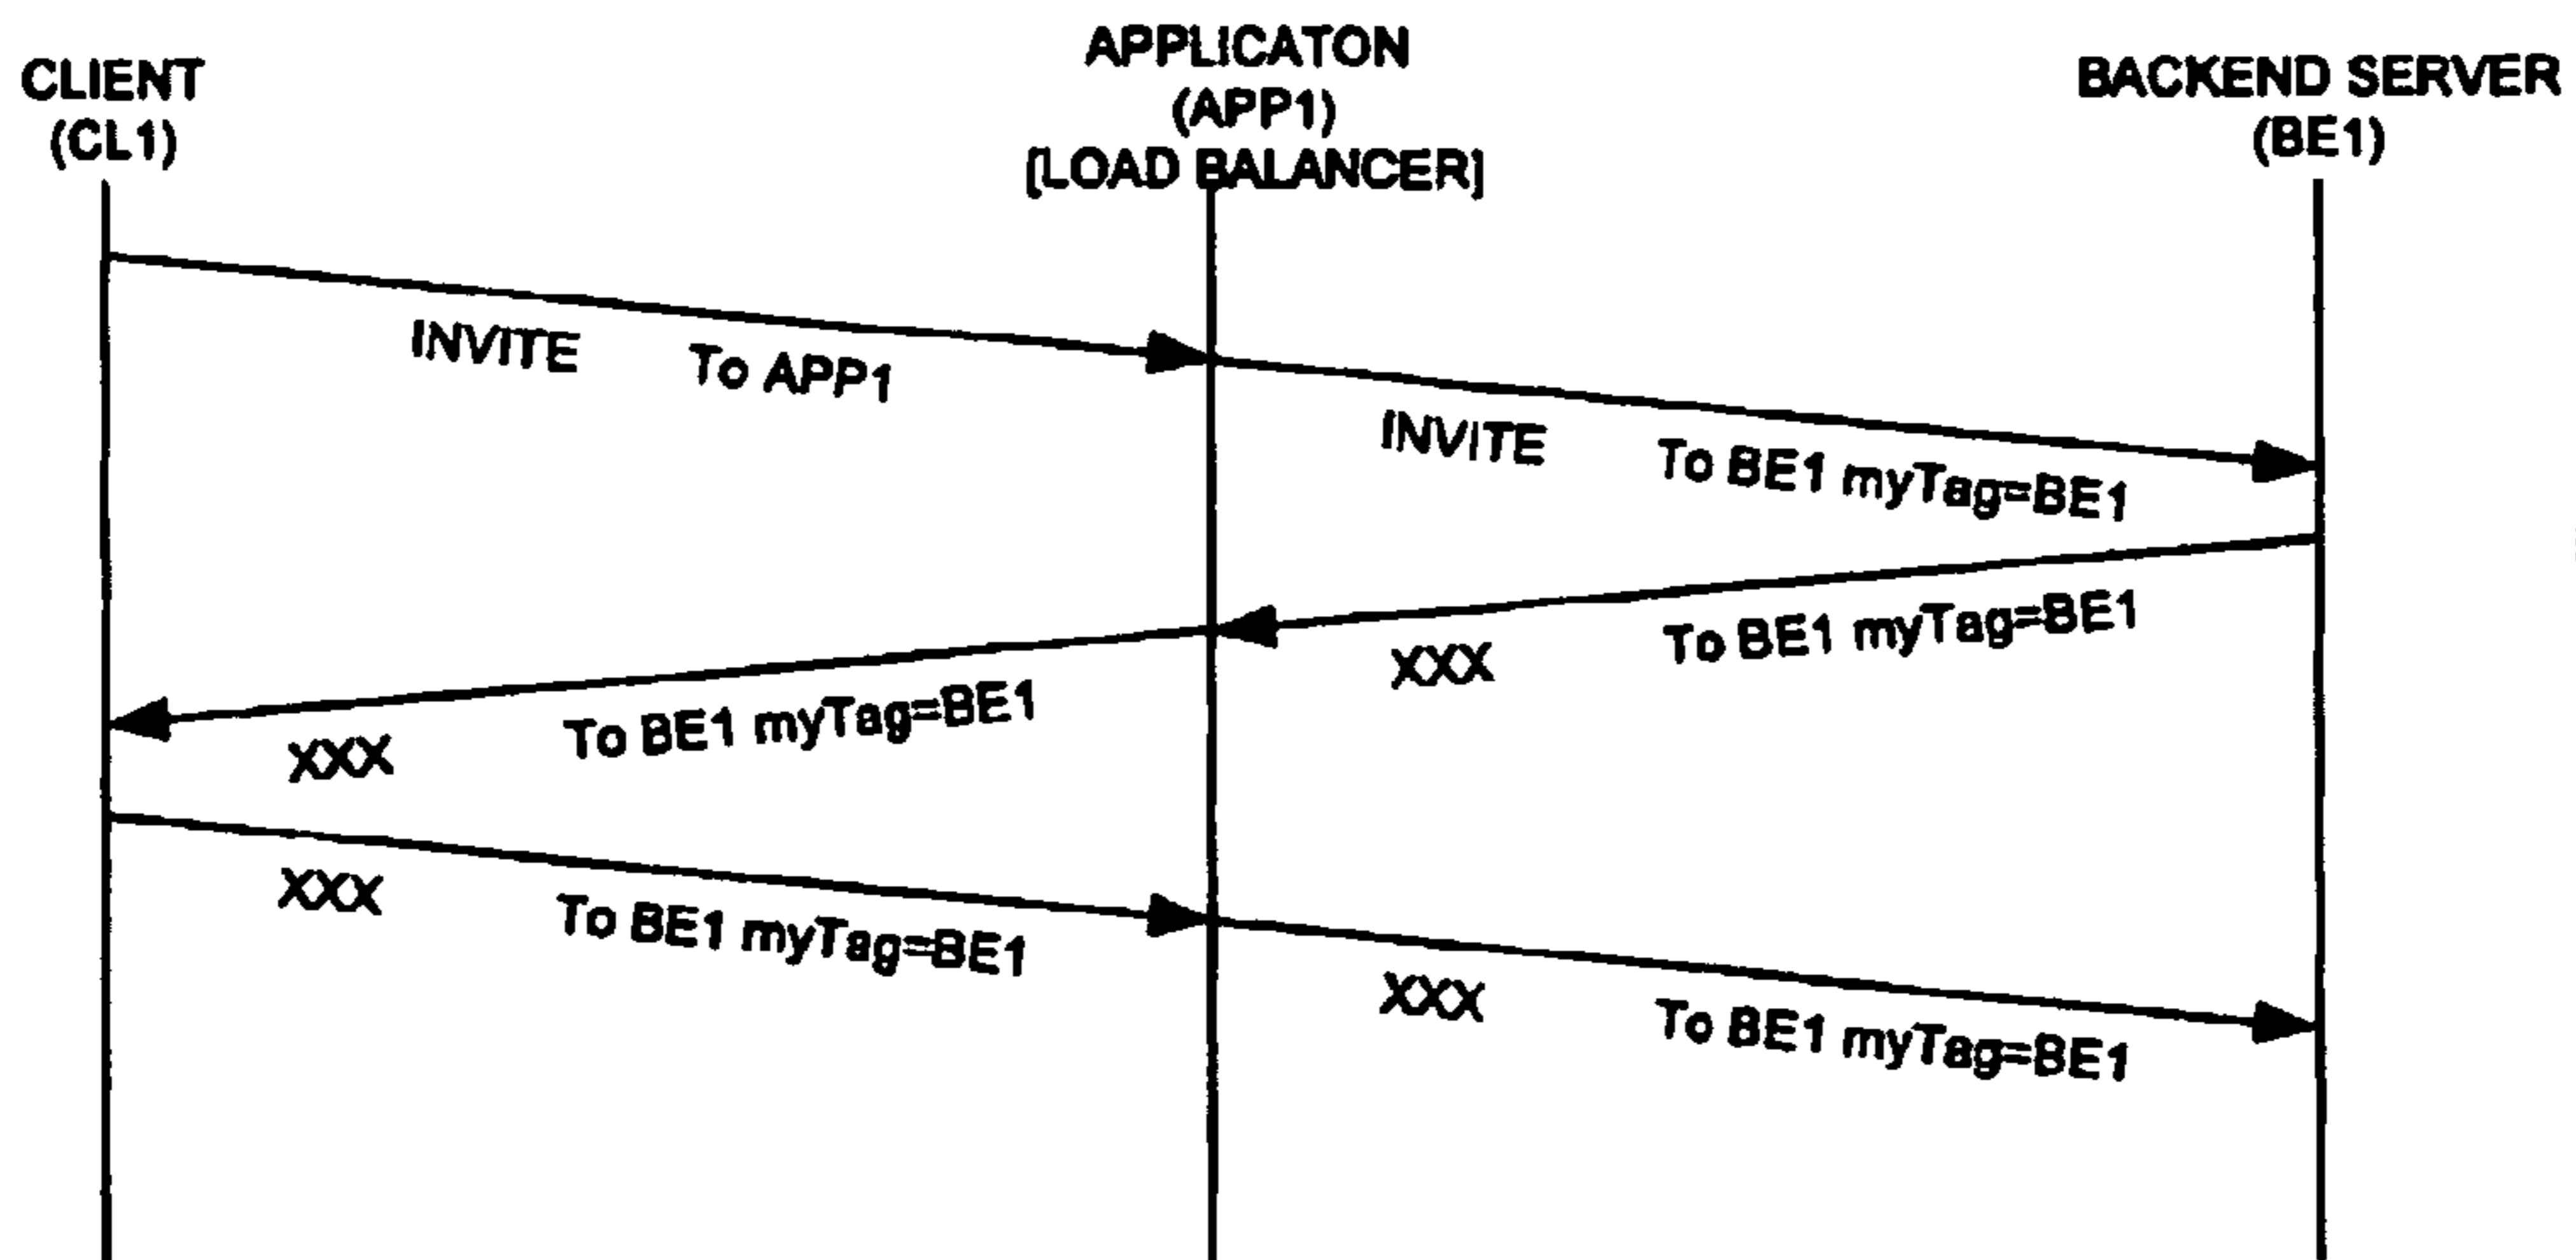 CLIENT
(CL1)
APPLICATON
(APP1)
[LOAD BALANCER]
BACKEND SERVER
(BE1)
INVITE To APP1
INVITE To BE1 myTag=BE1
XXX To BE1 myTag=BE1
XXX To BE1 myTag=BE1
XXX To BE1 myTag=BE1
XXX To BE1 myTag=BE1